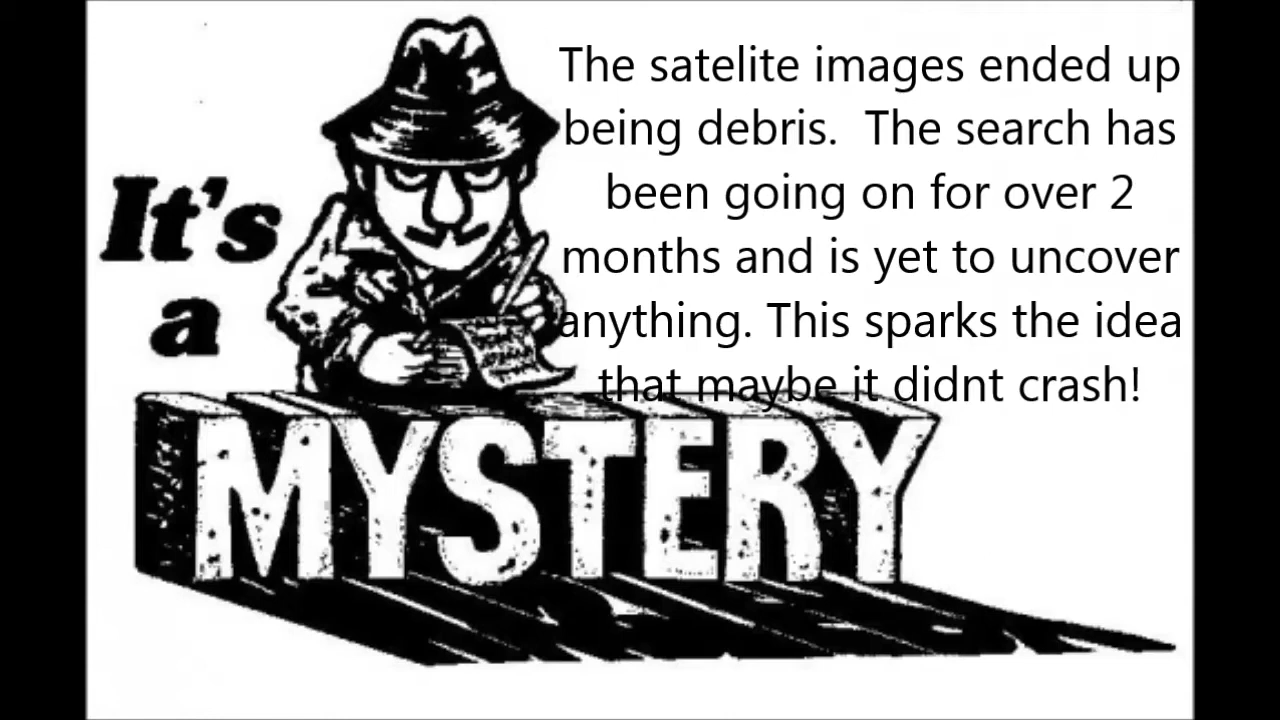 The satelite images ended up
being debris.  The search has
been going on for over 2
months and is yet to uncover
anything. This sparks the idea
that maybe it didnt crash!
It's
a
MYSTERY